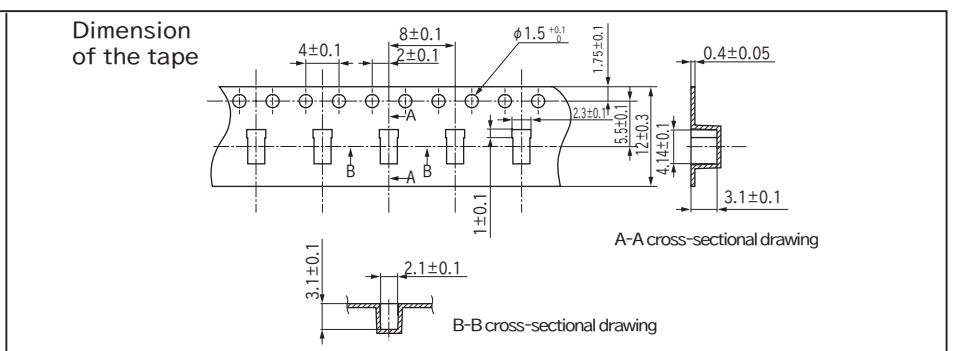 Dimension
of the tape
4±0.1
8±0.1
2±0.1
ϕ1.5 +0.1 0
1.75±0.1
0.4±0.05
A
2.3±0.1
5.5±0.1
12±0.3
4.14±0.1
B
B
A
1±0.1
3.1±0.1
A-A cross-sectional drawing
3.1±0.1
2.1±0.1
B-B cross-sectional drawing